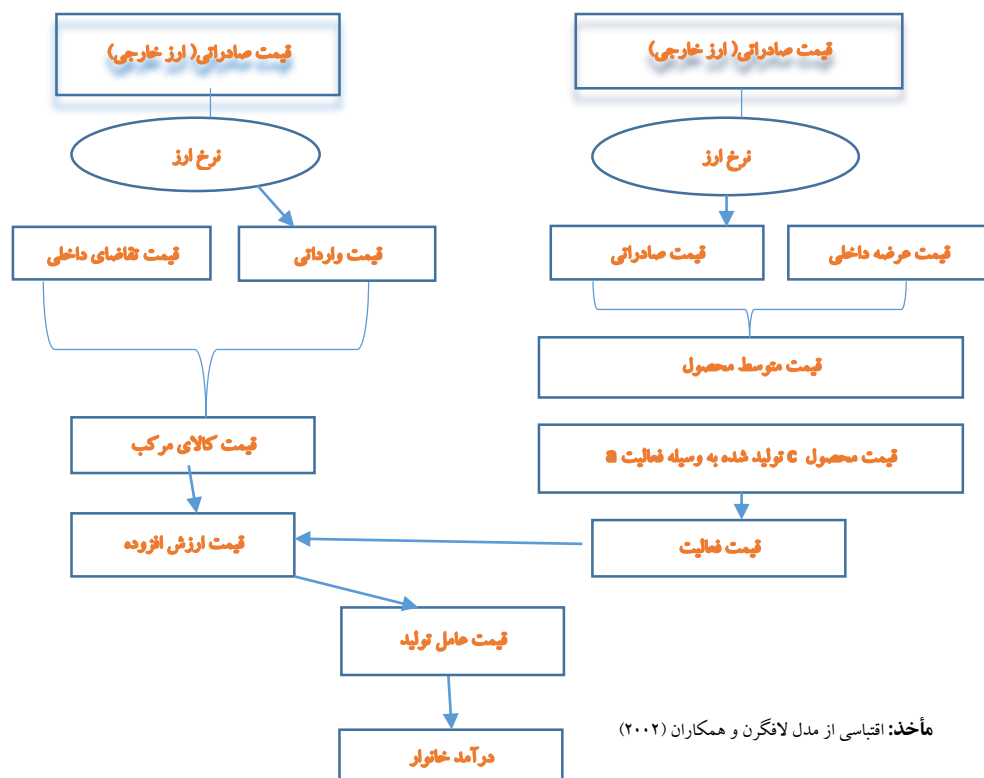 قیمت صادراتی( ارز خارجی)
قیمت صادراتی( ارز خارجی)
نرخ ارز
نرخ ارز
قیمت عرضه داخلی
قیمت صادراتی
قیمت وارداتی
قیمت تقاضای داخلی
قیمت متوسط محصول
قیمت کالای مرکب
قیمت محصول c تولید شده به وسیله فعالیت a
قیمت فعالیت
قیمت ارزش افزوده
قیمت عامل تولید
مأخذ: اقتباسی از مدل لافگرن و همکاران (۲۰۰۲)
درآمد خانوار